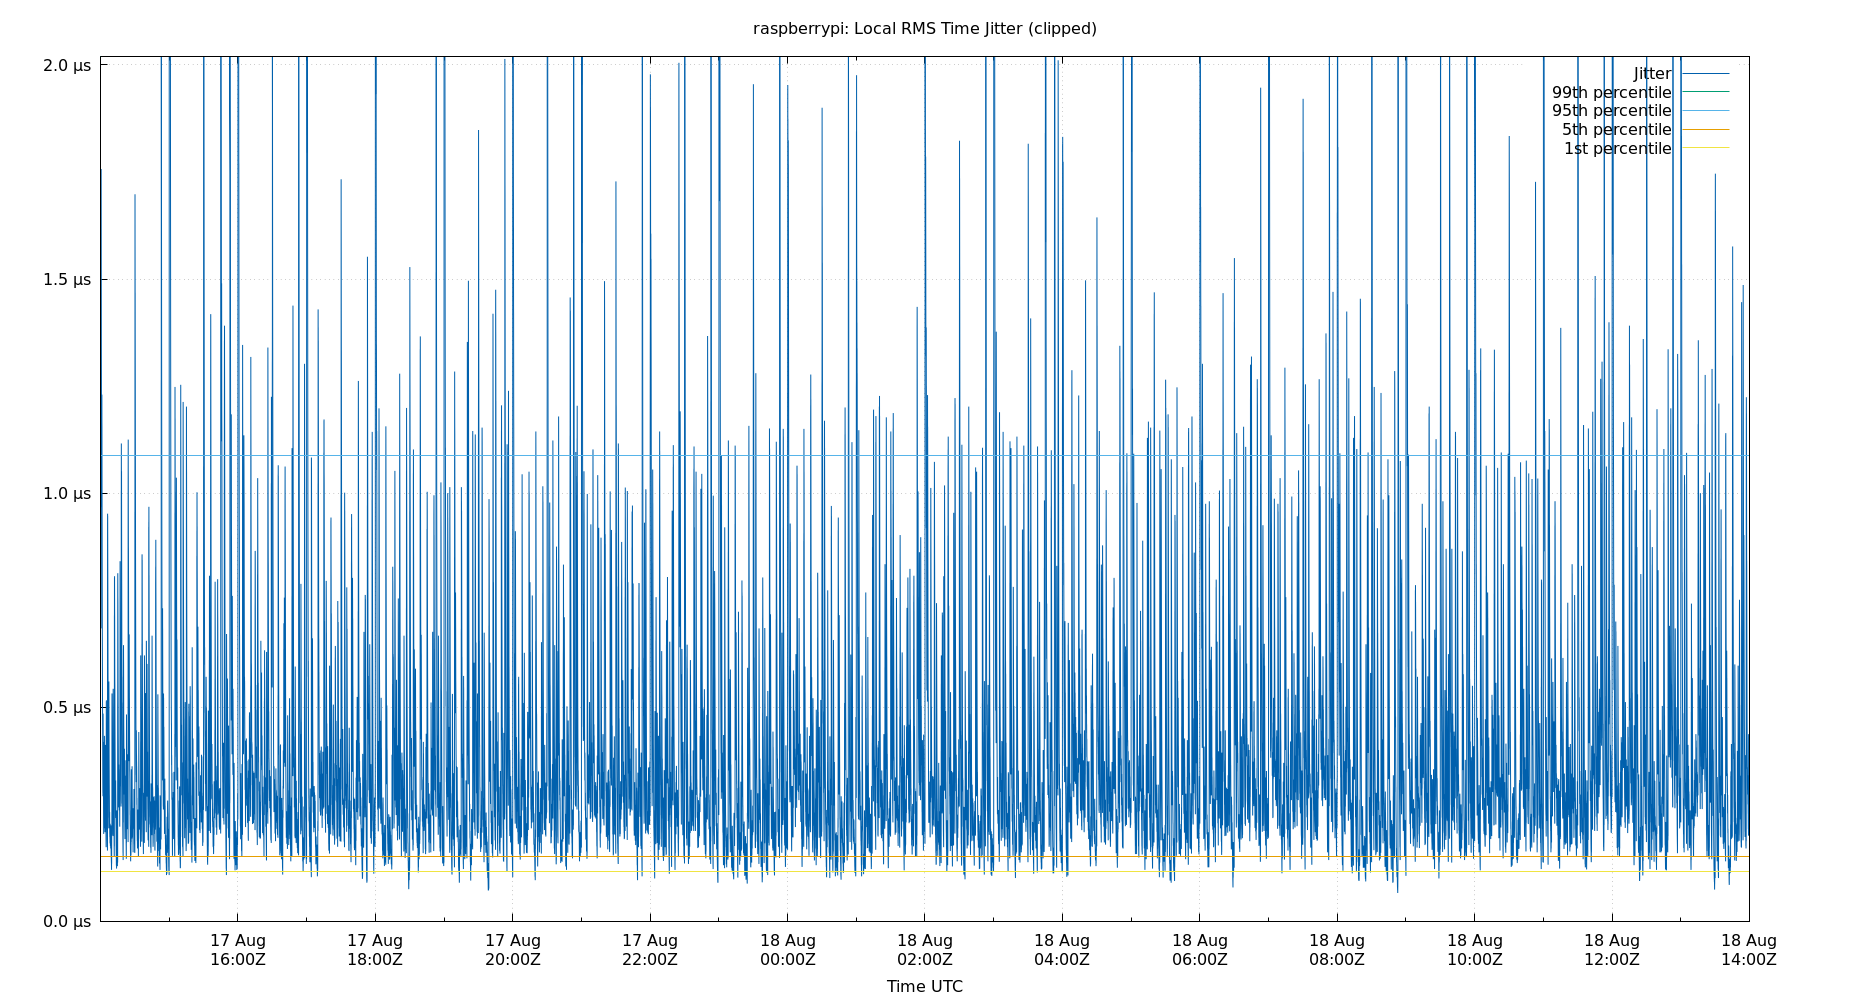 raspberrypi: Local RMS Time Jitter (clipped)
2.0 µs
1.5 µs
1.0 µs
0.5 µs
0.0 µs
Jitter
99th percentile
95th percentile
5th percentile
1st percentile
17 Aug 17 Aug 17 Aug 17 Aug 18 Aug 18 Aug 18 Aug 18 Aug 18 Aug 18 Aug 18 Aug 18 Aug
16:00Z 18:00Z 20:00Z 22:00Z 00:00Z 02:00Z 04:00Z 06:00Z 08:00Z 10:00Z 12:00Z 14:00Z
Time UTC